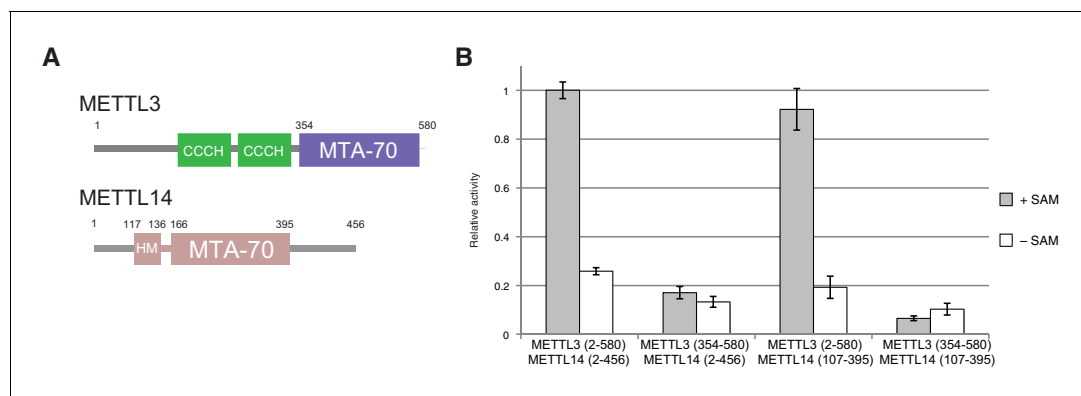 A
METTL3
1
354
580
CCCH
CCCH
MTA-70
METTL14
1
117
136
166
395
456
HM
MTA-70
B
Relative activity
1
0.8
0.6
0.4
0.2
0
METTL3 (2-580)
METTL14 (2-456)
METTL3 (354-580)
METTL14 (2-456)
METTL3 (2-580)
METTL14 (107-395)
METTL3 (354-580)
METTL14 (107-395)
+ SAM
– SAM